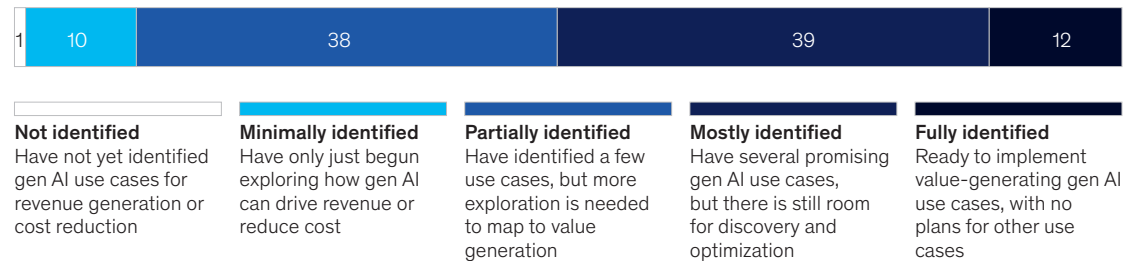 1 10 38 39 12
Not identified
Have not yet identified
gen AI use cases for
revenue generation or
cost reduction
Minimally identified
Have only just begun
exploring how gen AI
can drive revenue or
reduce cost
Partially identified
Have identified a few
use cases, but more
exploration is needed
to map to value
generation
Mostly identified
Have several promising
gen AI use cases,
but there is still room
for discovery and
optimization
Fully identified
Ready to implement
value-generating gen AI
use cases, with no
plans for other use
cases